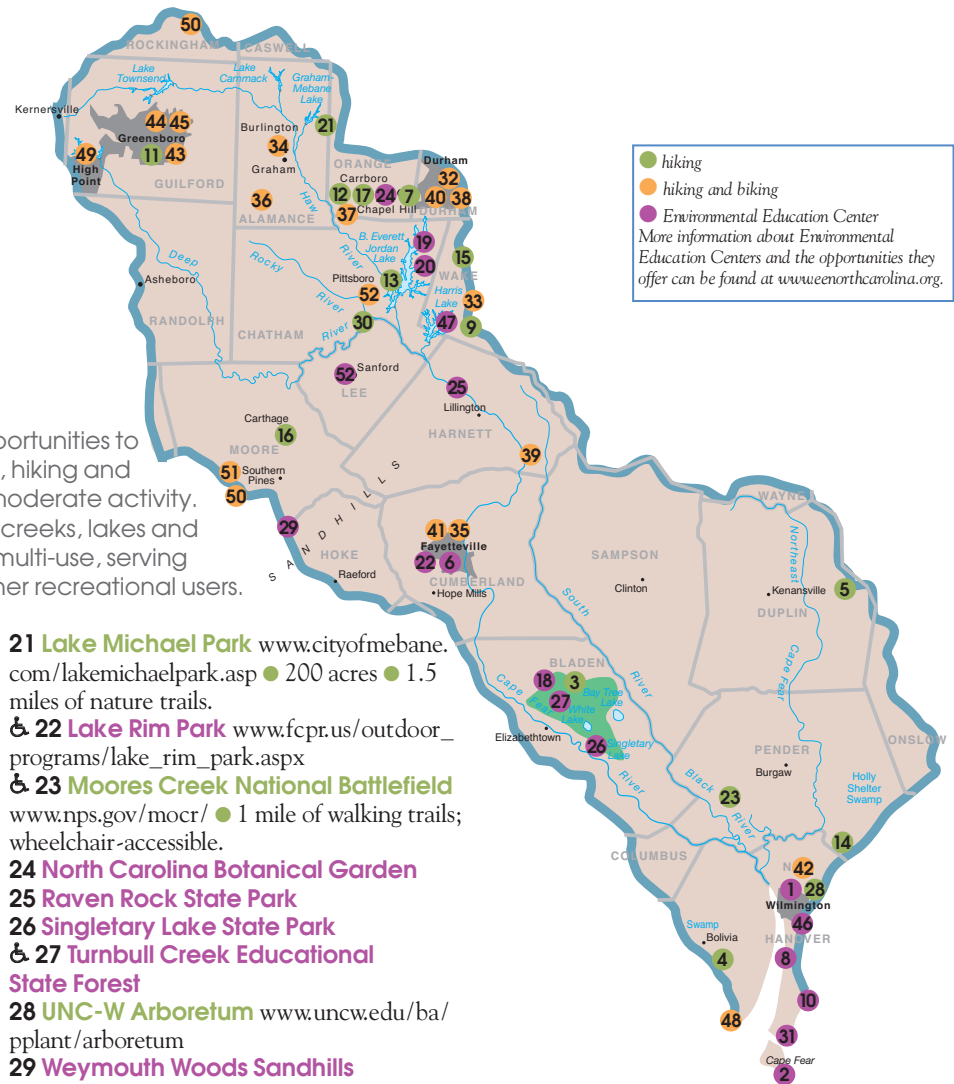 50
ROCKINGHAM
CASWELL
Lake
Townsend
Lake
Cammack
Graham-
Mebane
Lake
Kernersville
44 45
Greensboro
11 43
Burlington
34
Graham
21
49
High
Point
GUILFORD
ORANGE
Carrboro
Durham
32
12 17 24 7
40 38
37
Chapel Hill
DURHAM
36
ALAMANCE
Haw
River
B. Everett
Jordan
Lake
19
20
15
WAKE
Deep
Rocky
River
River
Asheboro
Pittsboro
13
52
Harris
Lake
33
30
47
9
RANDOLPH
CHATHAM
52
Sanford
LEE
25
Lillington
HARNETT
Carthage
16
MOORE
39
51
Southern
Pines
50
29
SANDHILLS
HOKE
Raeford
41 35
Fayetteville
22 6
CUMBERLAND
Hope Mills
SAMPSON
Clinton
WAYNE
Northeast
Cape Fear
Kenansville
5
DUPLIN
South
River
BLADEN
18 3
27
Bay Tree
Lake
White
Lake
Cape Fear
River
Elizabethtown
26
Singletary
Lake
PENDER
Burgaw
ONSLOW
Holly
Shelter
Swamp
Black
River
23
14
COLUMBUS
N
42
1 28
Wilmington
46
HANOVER
Swamp
Bolivia
4
8
10
48
31
Cape Fear
2
hiking
hiking and biking
Environmental Education Center
More information about Environmental
Education Centers and the opportunities they
offer can be found at www.eenorthcarolina.org.
portunities to
, hiking and
moderate activity.
creeks, lakes and
multi-use, serving
her recreational users.
21 Lake Michael Park www.cityofmebane.
com/lakemichaelpark.asp ● 200 acres ● 1.5
miles of nature trails.
♿ 22 Lake Rim Park www.fcpr.us/outdoor_
programs/lake_rim_park.aspx
♿ 23 Moores Creek National Battlefield
www.nps.gov/mocr/ ● 1 mile of walking trails;
wheelchair-accessible.
24 North Carolina Botanical Garden
25 Raven Rock State Park
26 Singletary Lake State Park
♿ 27 Turnbull Creek Educational
State Forest
28 UNC-W Arboretum www.uncw.edu/ba/
pplant/arboretum
29 Weymouth Woods Sandhills